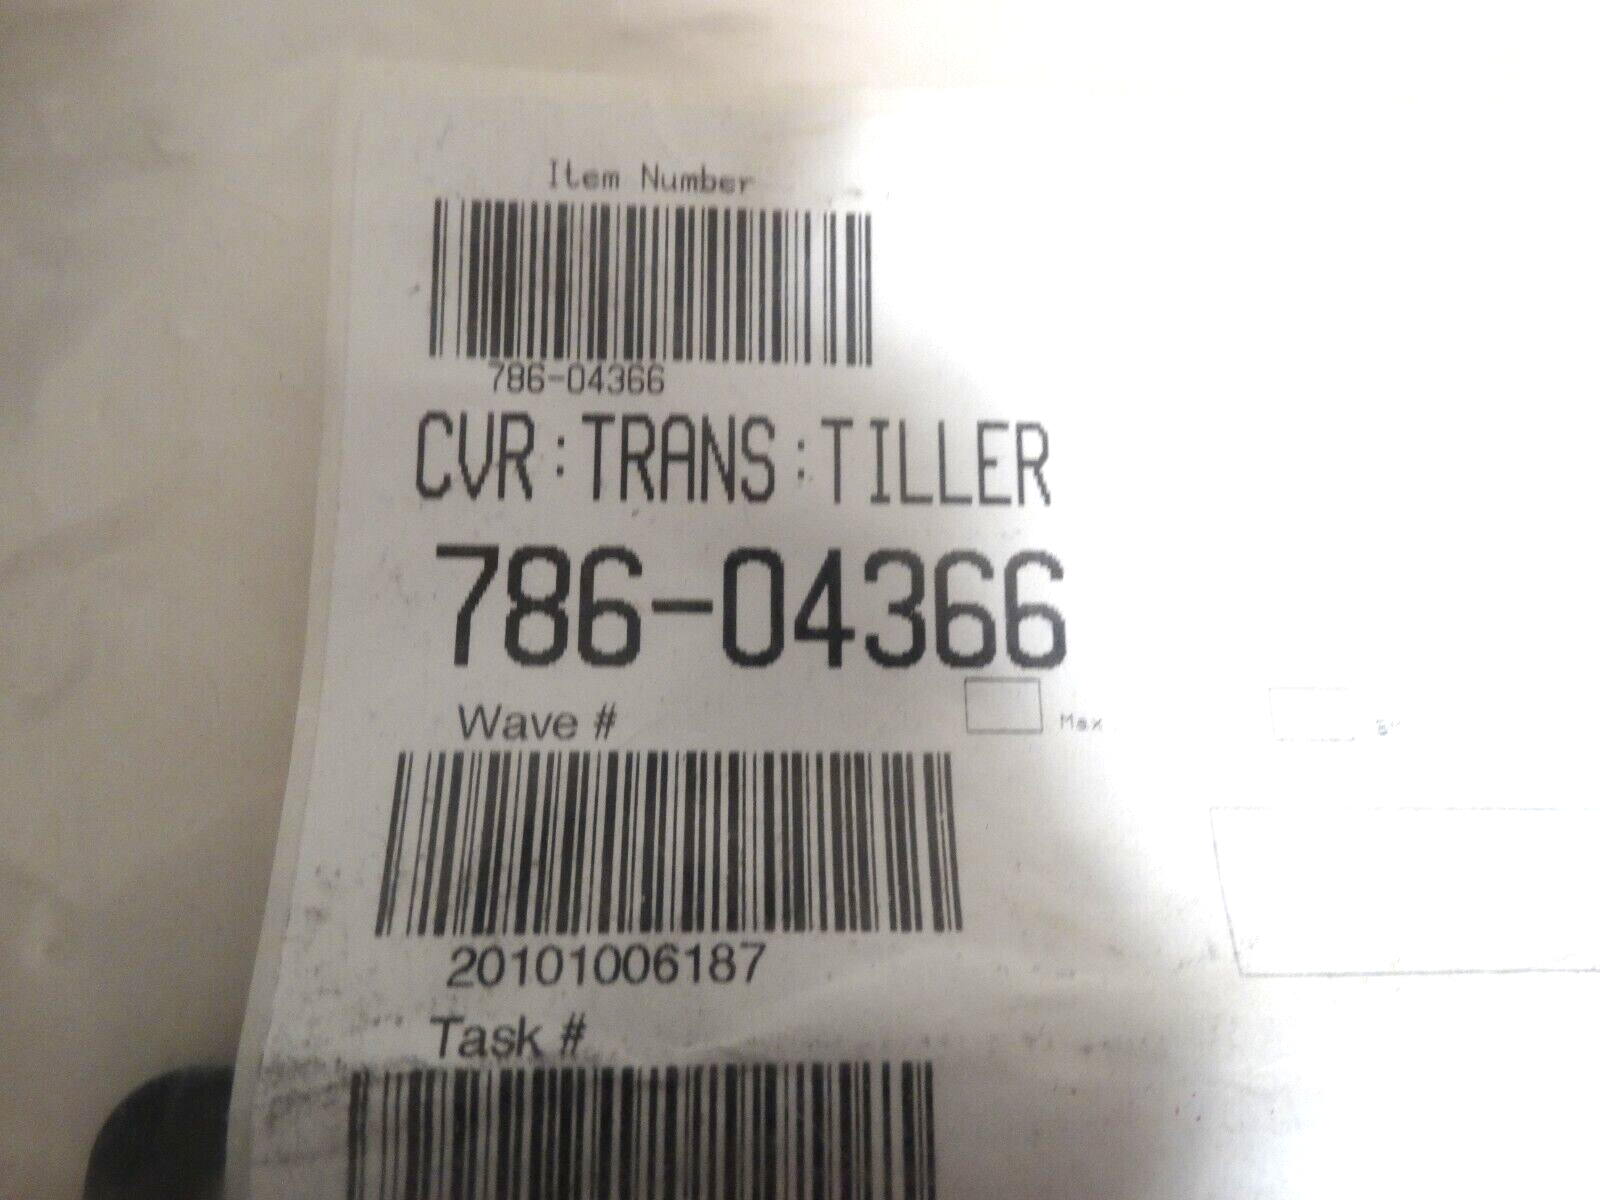 Item Number
786-04366
CVR:TRANS:TILLER
786-04366
Wave #
Max
20101006187
Task #